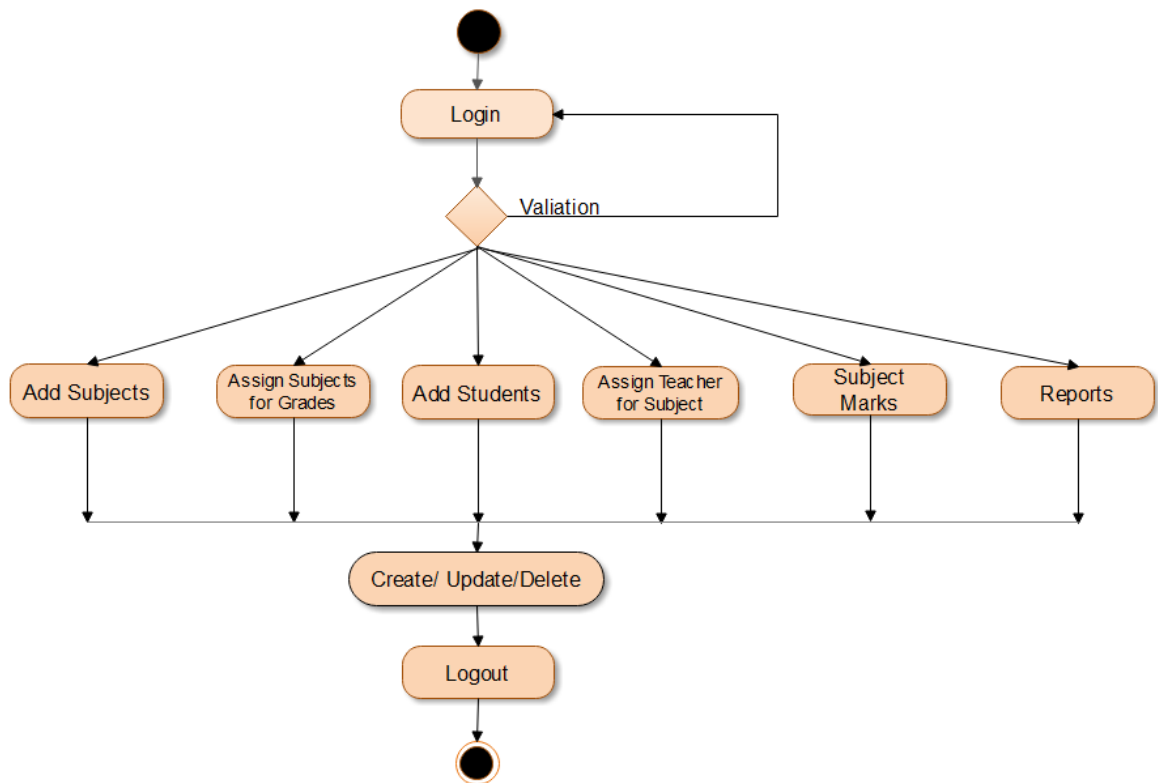 Login
Valiation
Add Subjects
Assign Subjects
for Grades
Add Students
Assign Teacher
for Subject
Subject
Marks
Reports
Create/ Update/Delete
Logout